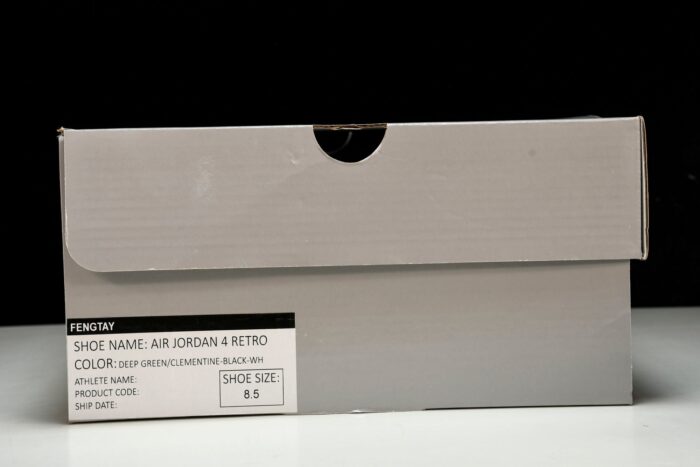 FENGTAY
SHOE NAME: AIR JORDAN 4 RETRO
COLOR: DEEP GREEN/CLEMENTINE-BLACK-WH
ATHLETE NAME:
PRODUCT CODE:
SHIP DATE:
SHOE SIZE:
8.5